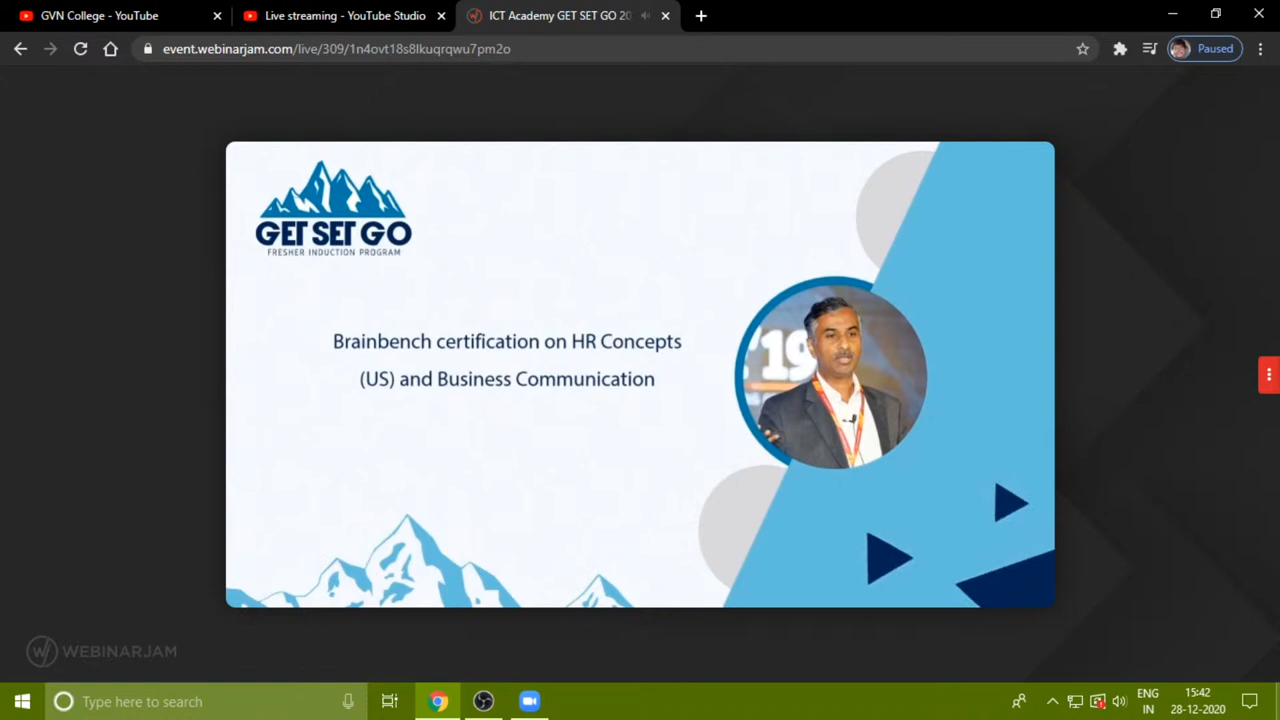 GVN College - YouTube
Live streaming - YouTube Studio
ICT Academy GET SET GO 20
event.webinarjam.com/live/309/1n4ovt18s8lkuqrqwu7pm2o
Paused
GET SET GO
FRESHER INDUCTION PROGRAM
'19
Brainbench certification on HR Concepts
(US) and Business Communication
WEBINARJAM
Type here to search
ENG
IN
15:42
28-12-2020